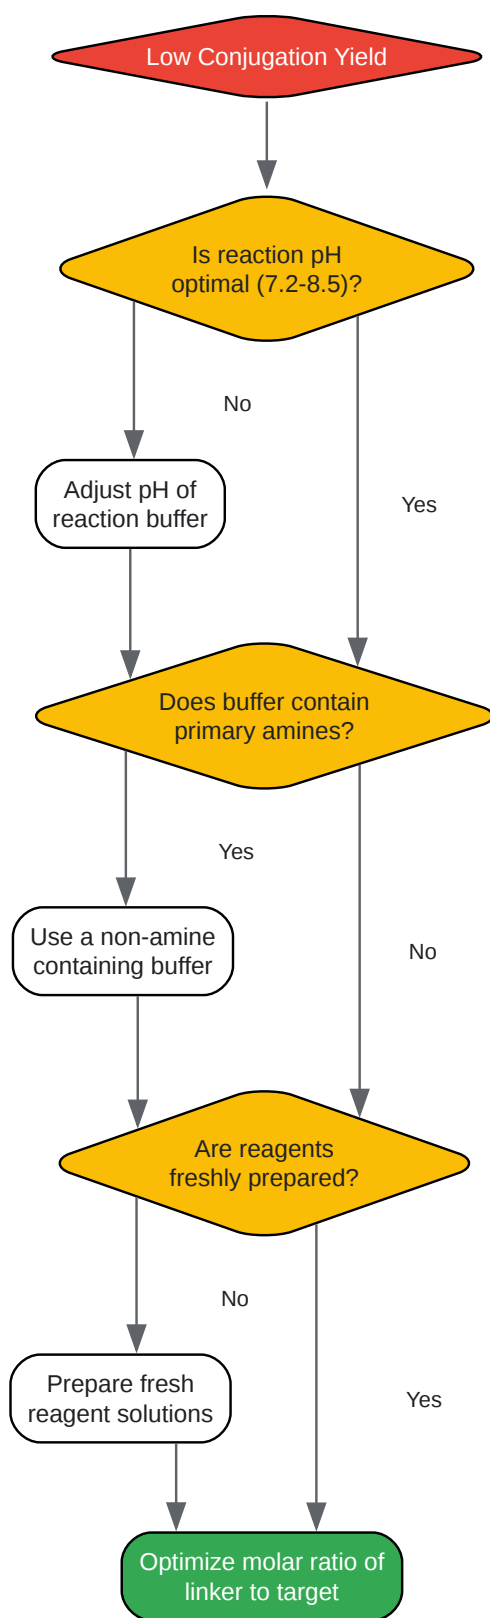 Low Conjugation Yield
Is reaction pH
optimal (7.2-8.5)?
No
Adjust pH of
reaction buffer
Yes
Does buffer contain
primary amines?
Yes
Use a non-amine
containing buffer
No
Are reagents
freshly prepared?
No
Prepare fresh
reagent solutions
Yes
Optimize molar ratio of
linker to target